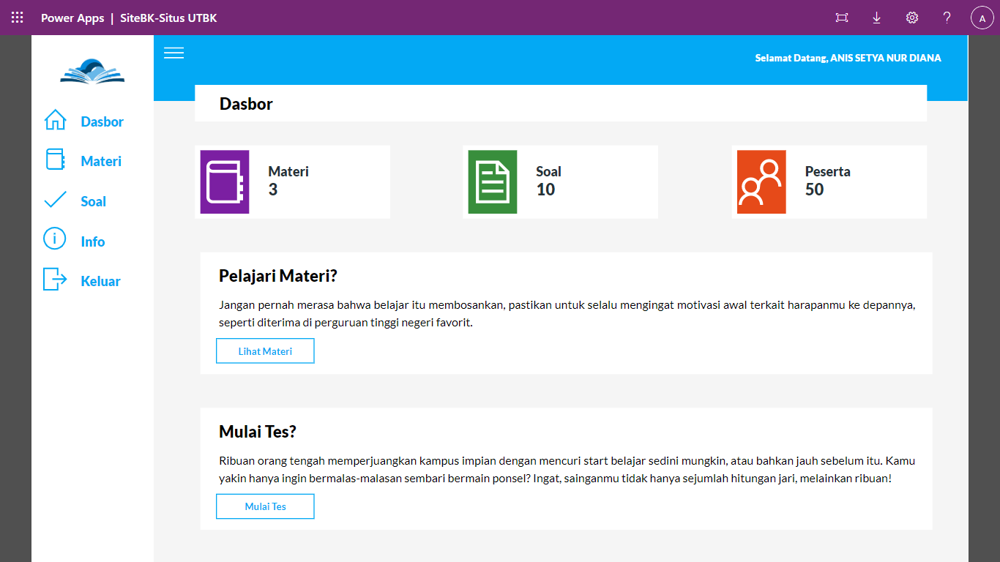 Power Apps | SiteBK-Situs UTBK
?
A
Selamat Datang, ANIS SETYA NUR DIANA
Dasbor
Materi
Soal
Info
Keluar
Dasbor
Materi
3
Soal
10
Peserta
50
Pelajari Materi?
Jangan pernah merasa bahwa belajar itu membosankan, pastikan untuk selalu mengingat motivasi awal terkait harapanmu ke depannya,
seperti diterima di perguruan tinggi negeri favorit.
Lihat Materi
Mulai Tes?
Ribuan orang tengah memperjuangkan kampus impian dengan mencuri start belajar sedini mungkin, atau bahkan jauh sebelum itu. Kamu
yakin hanya ingin bermalas-malasan sembari bermain ponsel? Ingat, sainganmu tidak hanya sejumlah hitungan jari, melainkan ribuan!
Mulai Tes